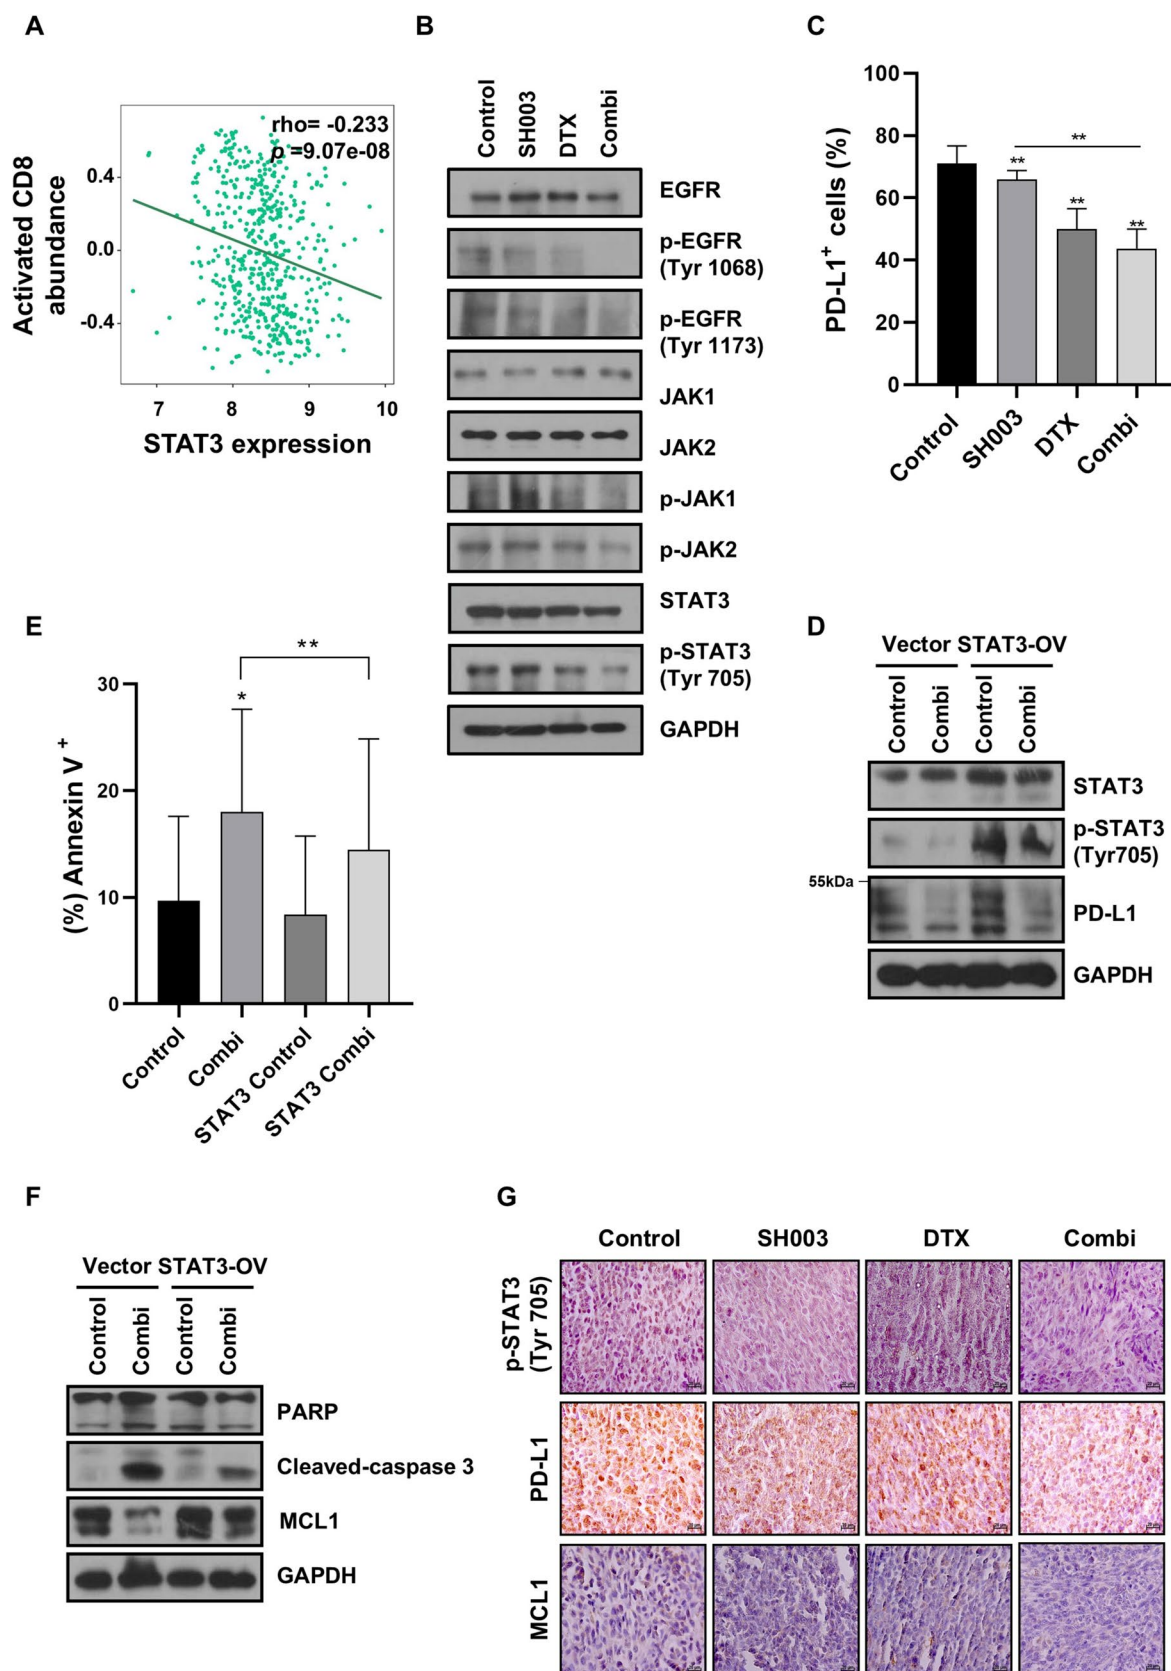 A
rho= -0.233
p =9.07e-08
0.4
0.0
-0.4
7 8 9 10
Activated CD8
abundance
STAT3 expression
B
Control SH003 DTX Combi
EGFR
p-EGFR
(Tyr 1068)
p-EGFR
(Tyr 1173)
JAK1
JAK2
p-JAK1
p-JAK2
STAT3
p-STAT3
(Tyr 705)
GAPDH
C
100
80
60
40
20
0
PD-L1+ cells (%)
**
**
**
**
Control SH003 DTX Combi
D
Vector STAT3-OV
Control Combi Control Combi
STAT3
p-STAT3
(Tyr705)
55kDa
PD-L1
GAPDH
E
**
*
30
20
10
0
(%) Annexin V +
Control Combi STAT3 Control STAT3 Combi
F
Vector STAT3-OV
Control Combi Control Combi
PARP
Cleaved-caspase 3
MCL1
GAPDH
G
Control SH003 DTX Combi
p-STAT3
(Tyr 705)
PD-L1
MCL1